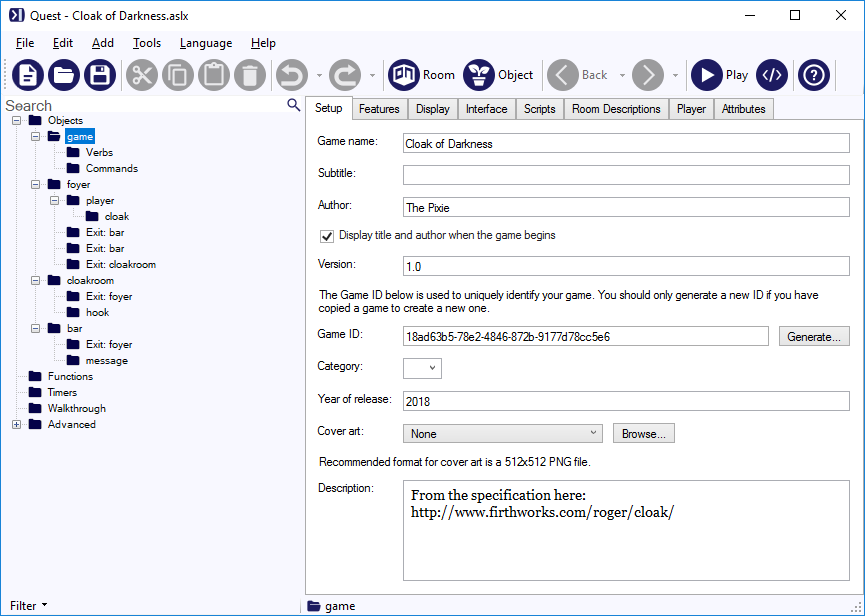 Quest - Cloak of Darkness.aslx
File Edit Add Tools Language Help
Room Object Back Play
Search
Objects
game
Verbs
Commands
foyer
player
cloak
Exit: bar
Exit: bar
Exit: cloakroom
cloakroom
Exit: foyer
hook
bar
Exit: foyer
message
Functions
Timers
Walkthrough
Advanced
Filter
Setup Features Display Interface Scripts Room Descriptions Player Attributes
Game name: Cloak of Darkness
Subtitle:
Author: The Pixie
Display title and author when the game begins
Version: 1.0
The Game ID below is used to uniquely identify your game. You should only generate a new ID if you have
copied a game to create a new one.
Game ID: 18ad63b5-78e2-4846-872b-9177d78cc5e6 Generate...
Category:
Year of release: 2018
Cover art: None Browse...
Recommended format for cover art is a 512x512 PNG file.
Description: From the specification here:
http://www.firthworks.com/roger/cloak/
game